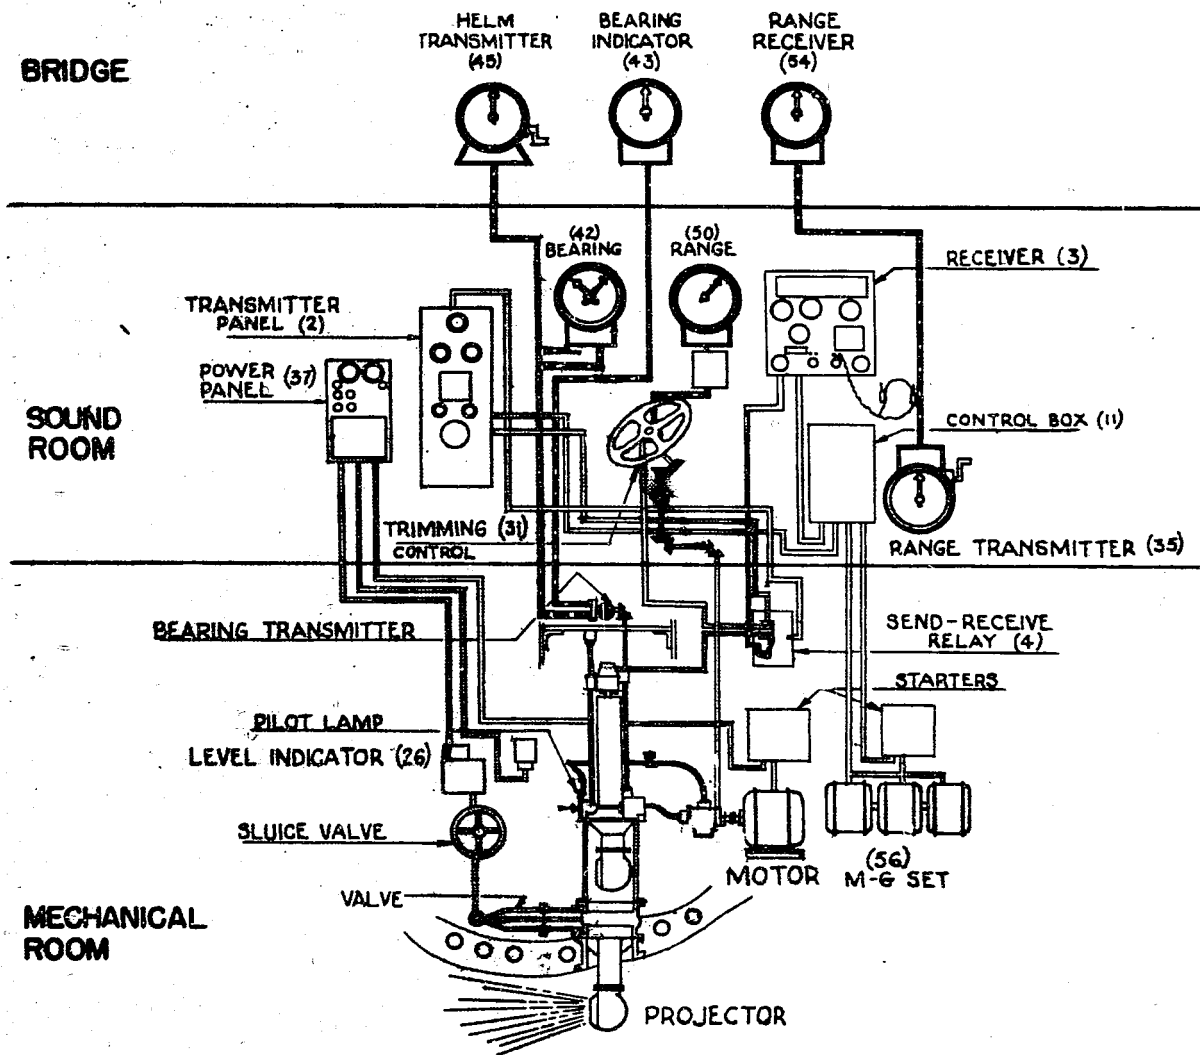 HELM
TRANSMITTER
(45)
BEARING
INDICATOR
(43)
RANGE
RECEIVER
(54)
BRIDGE
(42)
BEARING
(50)
RANGE
RECEIVER (3)
TRANSMITTER
PANEL (2)
POWER (37)
PANEL
SOUND
ROOM
CONTROL BOX (11)
TRIMMING (31)
CONTROL
RANGE TRANSMITTER (35)
BEARING TRANSMITTER
SEND-RECEIVE
RELAY (4)
STARTERS
PILOT LAMP
LEVEL INDICATOR (26)
SLUICE VALVE
(56)
MOTOR
M-G SET
VALVE
MECHANICAL
ROOM
PROJECTOR